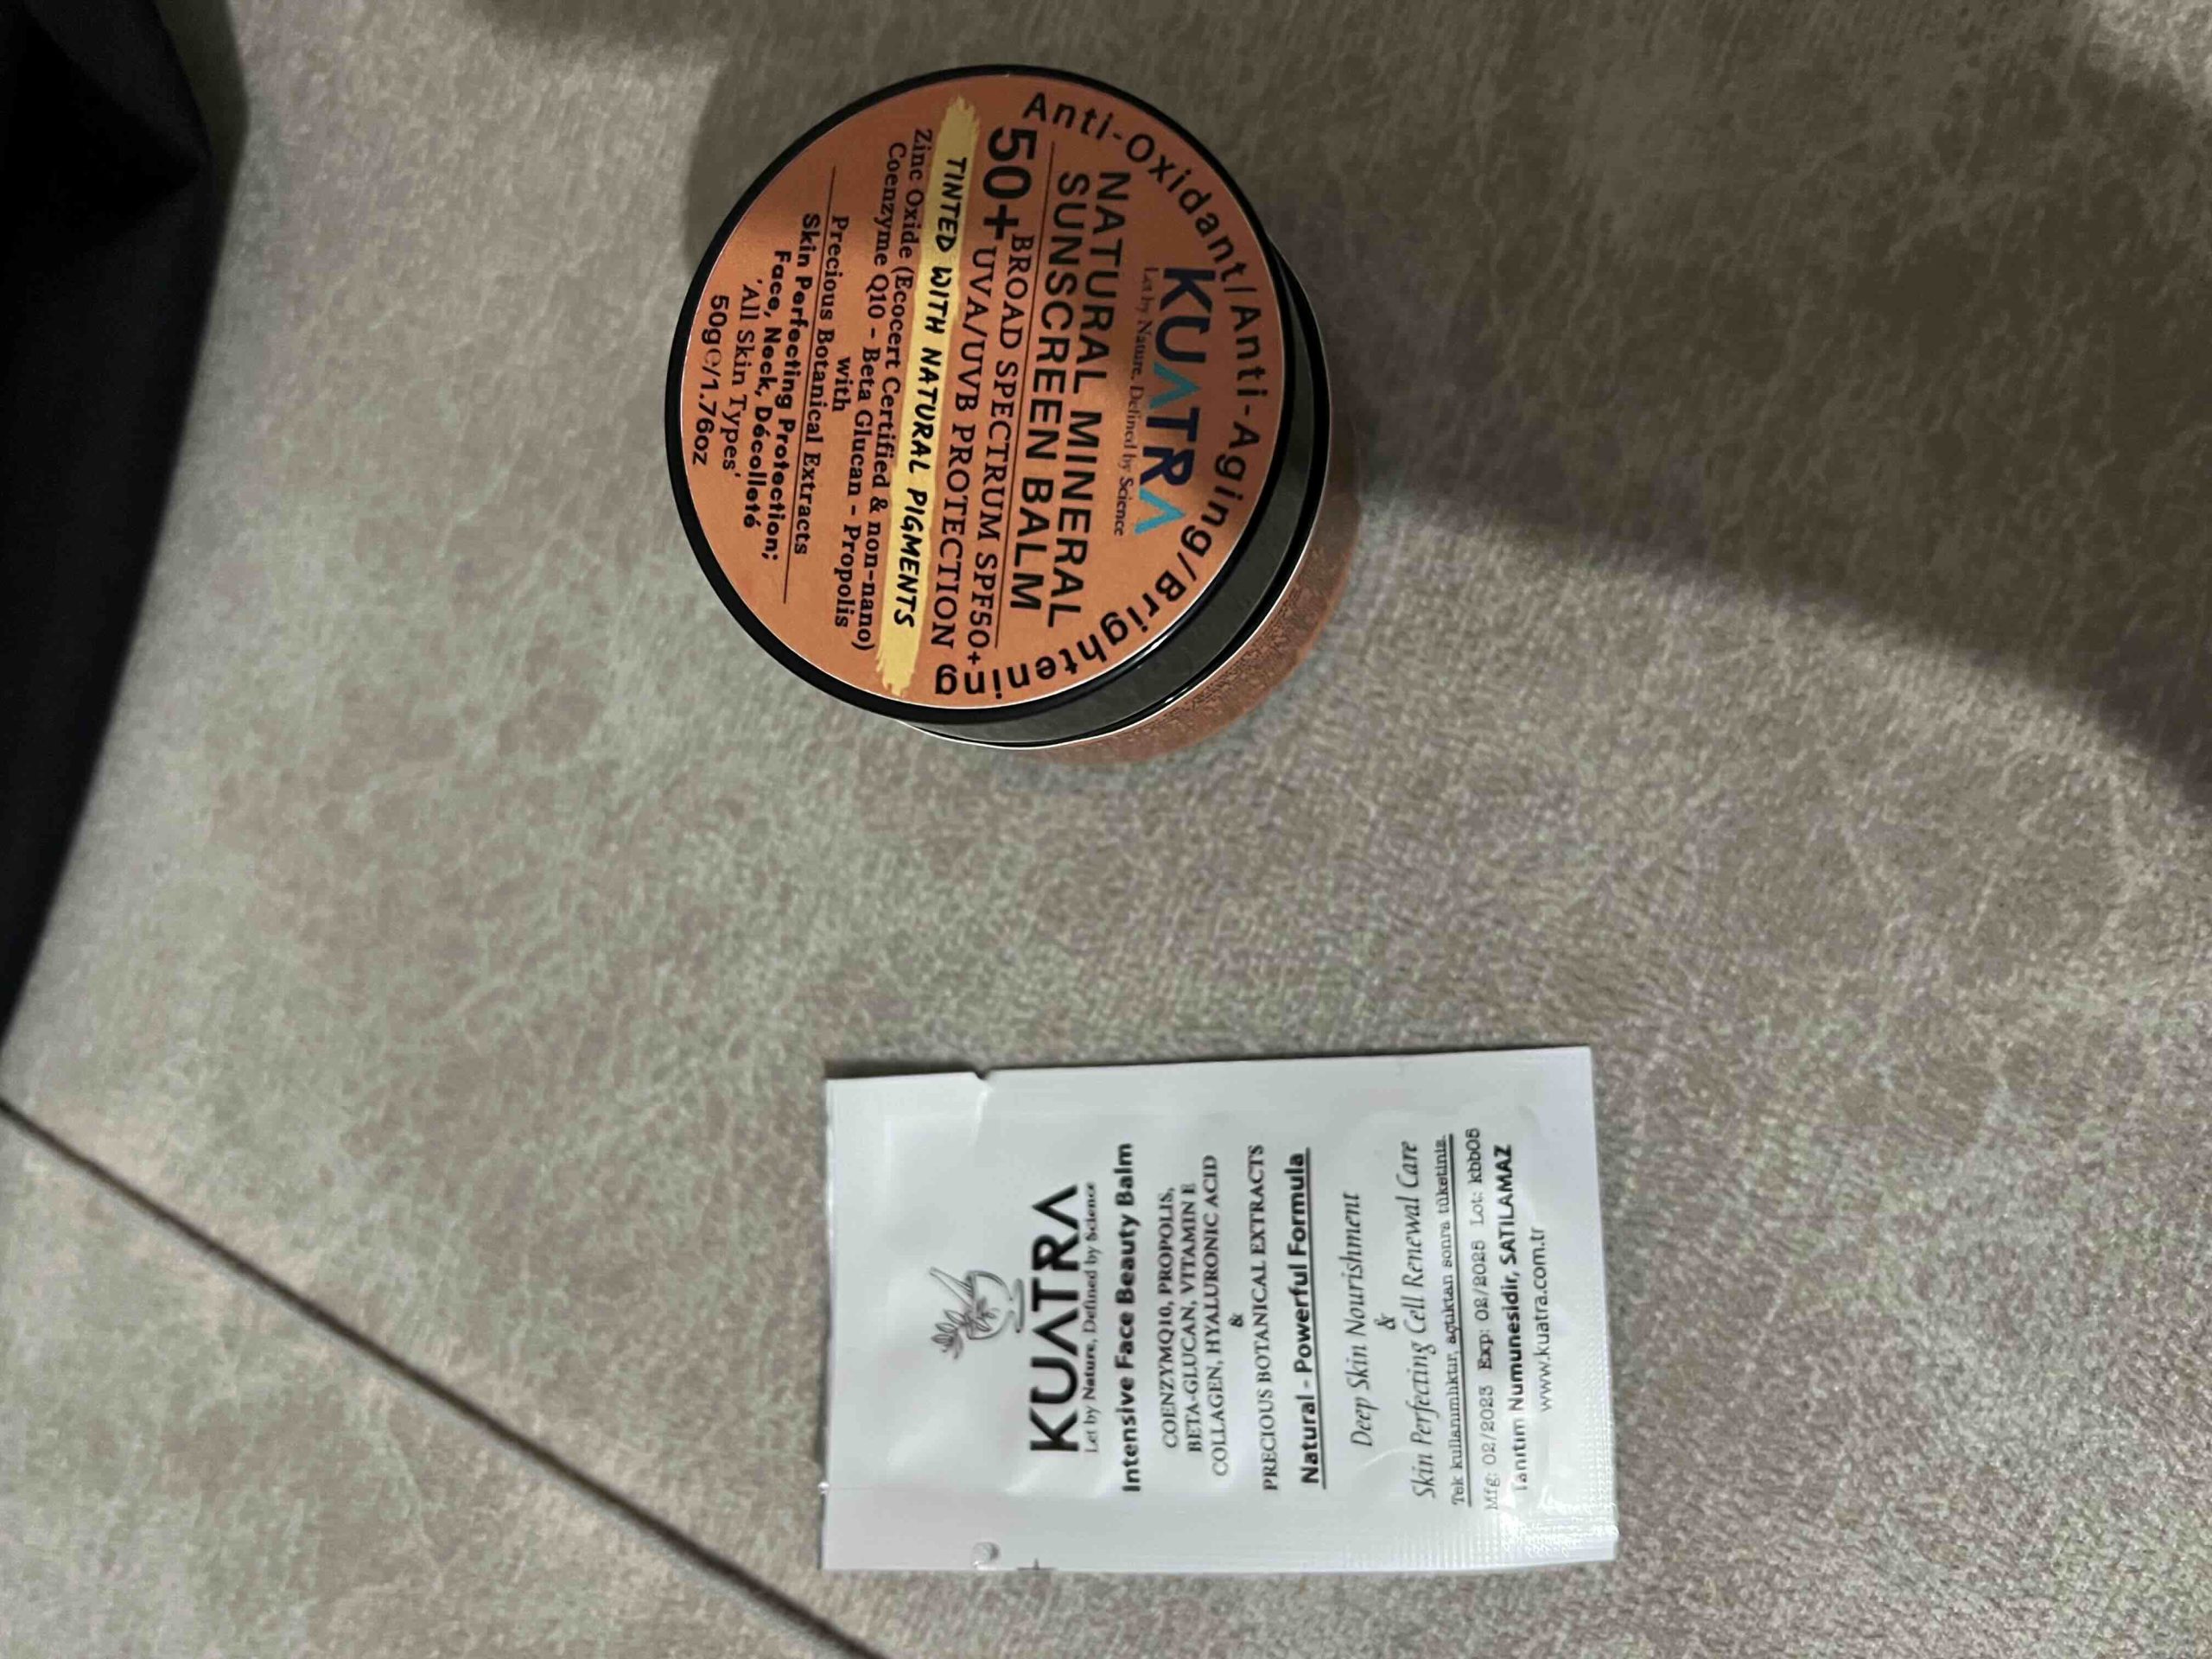 Anti-Oxidant/Anti-Aging/Brightening
KUATRA
Let by Nature, Defined by Science
NATURAL MINERAL
SUNSCREEN BALM
50+
BROAD SPECTRUM SPF50+
UVA/UVB PROTECTION
TINTED WITH NATURAL PIGMENTS
Zinc Oxide (Ecocert Certified & non-nano)
Coenzyme Q10 - Beta Glucan - Propolis
with
Precious Botanical Extracts
Skin Perfecting Protection;
Face, Neck, Décolleté
'All Skin Types'
50g e/1.76oz
KUATRA
Let by Nature, Defined by Science
Intensive Face Beauty Balm
COENZYMQ10, PROPOLIS,
BETA-GLUCAN, VITAMIN E
COLLAGEN, HYALURONIC ACID
&
PRECIOUS BOTANICAL EXTRACTS
Natural - Powerful Formula
Deep Skin Nourishment
&
Skin Perfecting Cell Renewal Care
Tek kullanımlıktır, açtıktan sonra tüketiniz.
Mfg: 02/2023 Exp: 02/2025 Lot: kbb05
Tanıtım Numunesidir, SATILAMAZ
www.kuatra.com.tr